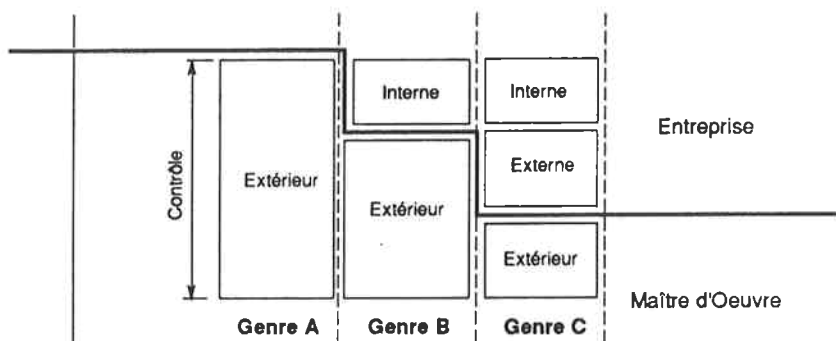 Interne
Interne
Entreprise
Contrôle
Extérieur
Externe
Extérieur
Extérieur
Maître d'Oeuvre
Genre A
Genre B
Genre C